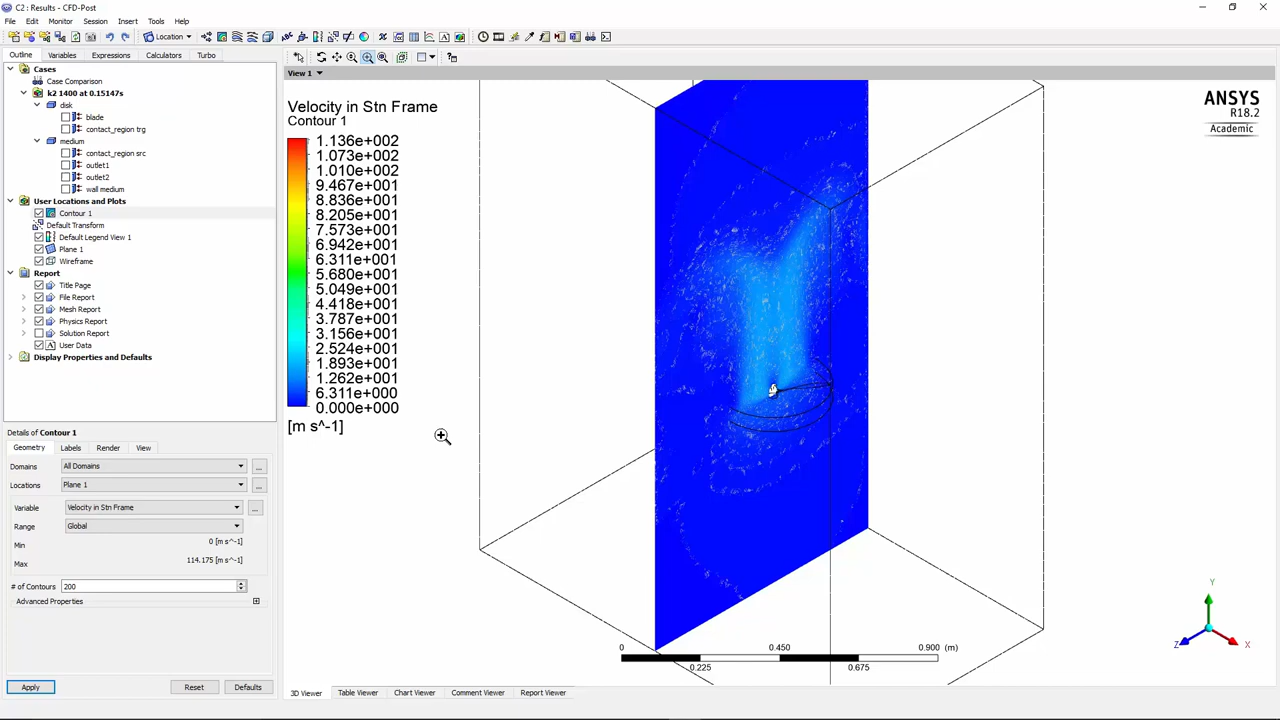 C2 : Results - CFD-Post
File Edit Monitor Session Insert Tools Help
Location
Outline Variables Expressions Calculators Turbo
Cases
Case Comparison
k2 1400 at 0.15147s
disk
blade
contact_region trg
medium
contact_region src
outlet1
outlet2
wall medium
User Locations and Plots
Contour 1
Default Transform
Default Legend View 1
Plane 1
Wireframe
Report
Title Page
File Report
Mesh Report
Physics Report
Solution Report
User Data
Display Properties and Defaults
Details of Contour 1
Geometry Labels Render View
Domains All Domains ...
Locations Plane 1 ...
Variable Velocity in Stn Frame ...
Range Global
Min 0 [m s^-1]
Max 114.175 [m s^-1]
# of Contours 200
Advanced Properties
Apply Reset Defaults
View 1
Velocity in Stn Frame
Contour 1
1.136e+002
1.073e+002
1.010e+002
9.467e+001
8.836e+001
8.205e+001
7.573e+001
6.942e+001
6.311e+001
5.680e+001
5.049e+001
4.418e+001
3.787e+001
3.156e+001
2.524e+001
1.893e+001
1.262e+001
6.311e+000
0.000e+000
[m s^-1]
ANSYS
R18.2
Academic
0 0.450 0.900 (m)
0.225 0.675
Y
Z X
3D Viewer Table Viewer Chart Viewer Comment Viewer Report Viewer